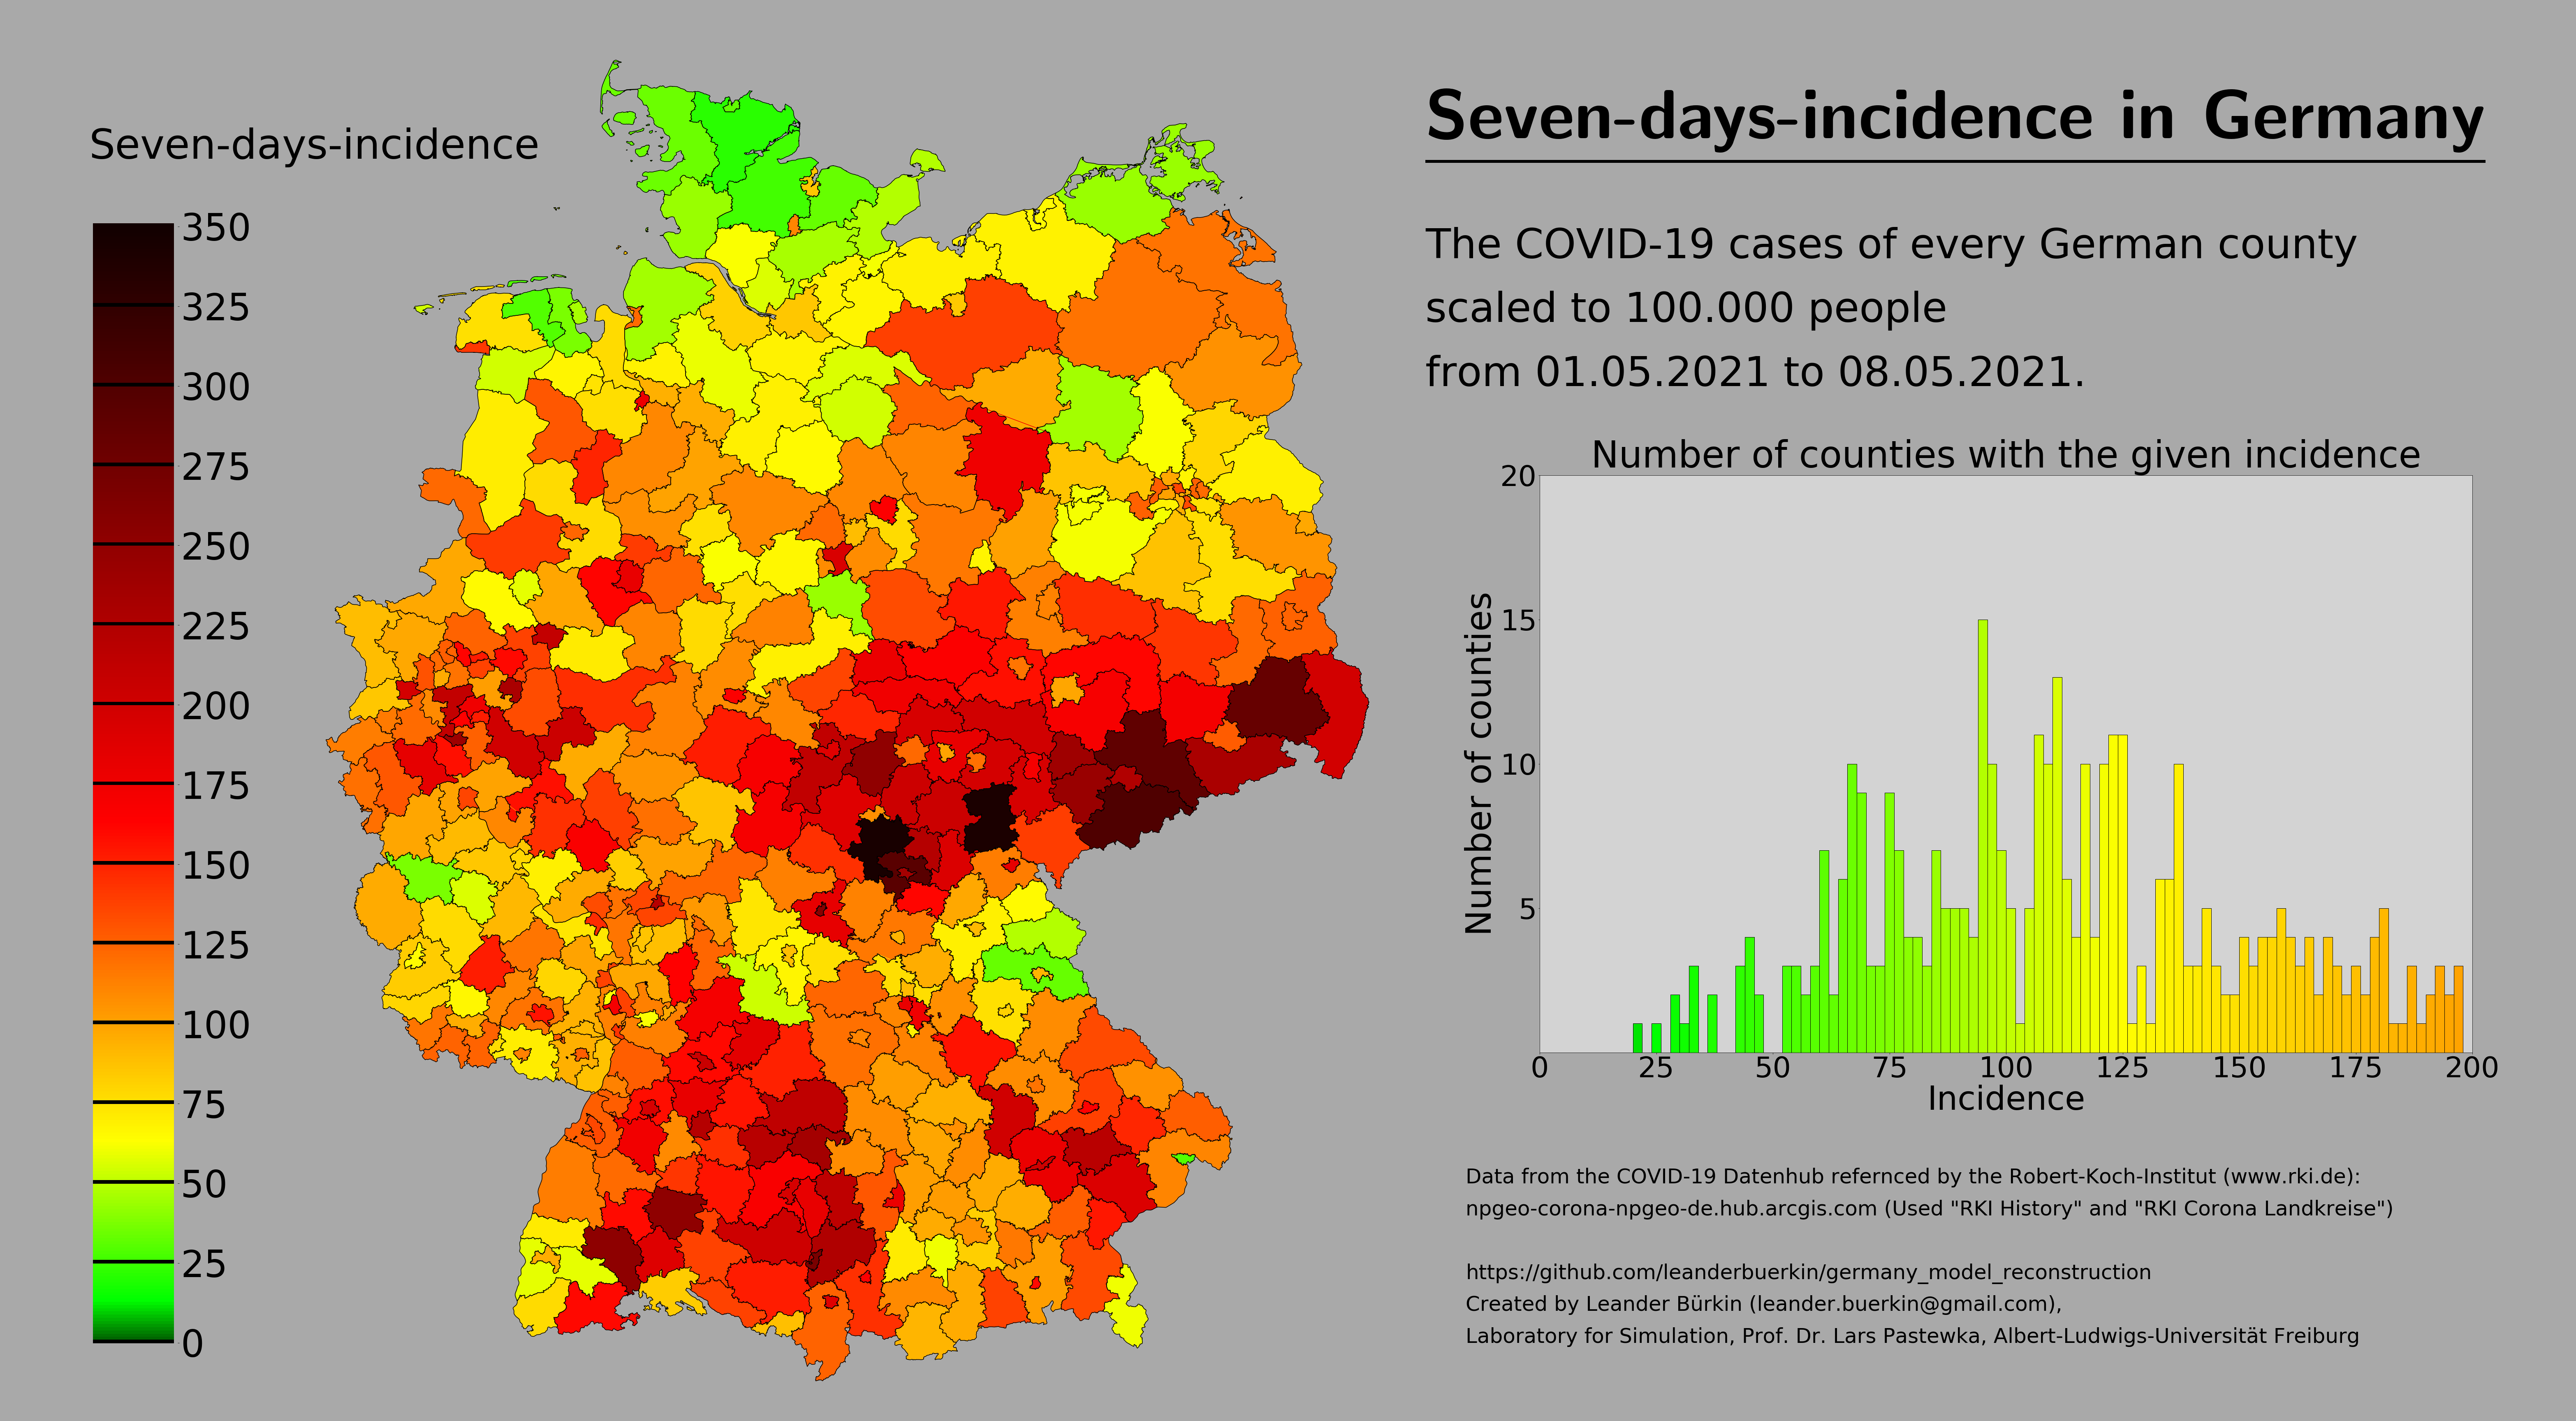 Seven-days-incidence in Germany
Seven-days-incidence
350
325
300
275
250
225
200
175
150
125
100
75
50
25
0
The COVID-19 cases of every German county
scaled to 100.000 people
from 01.05.2021 to 08.05.2021.
Number of counties with the given incidence
20
15
10
5
Number of counties
0 25 50 75 100 125 150 175 200
Incidence
Data from the COVID-19 Datenhub refernced by the Robert-Koch-Institut (www.rki.de):
npgeo-corona-npgeo-de.hub.arcgis.com (Used "RKI History" and "RKI Corona Landkreise")
https://github.com/leanderbuerkin/germany_model_reconstruction
Created by Leander Bürkin (leander.buerkin@gmail.com),
Laboratory for Simulation, Prof. Dr. Lars Pastewka, Albert-Ludwigs-Universität Freiburg